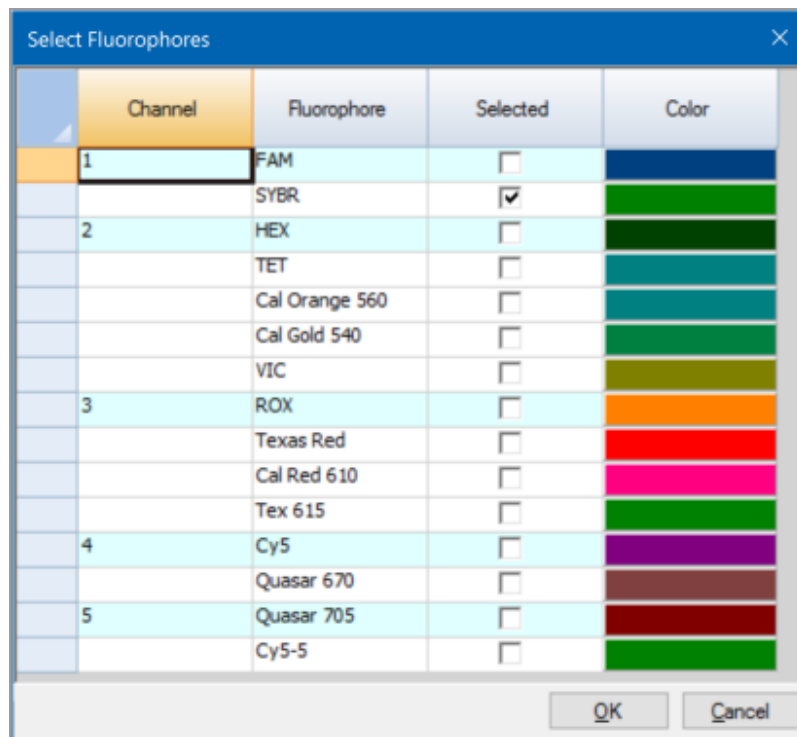 Select Fluorophores
Channel Fluorophore Selected Color
1 FAM
SYBR
2 HEX
TET
Cal Orange 560
Cal Gold 540
VIC
3 ROX
Texas Red
Cal Red 610
Tex 615
4 Cy5
Quasar 670
5 Quasar 705
Cy5-5
OK Cancel